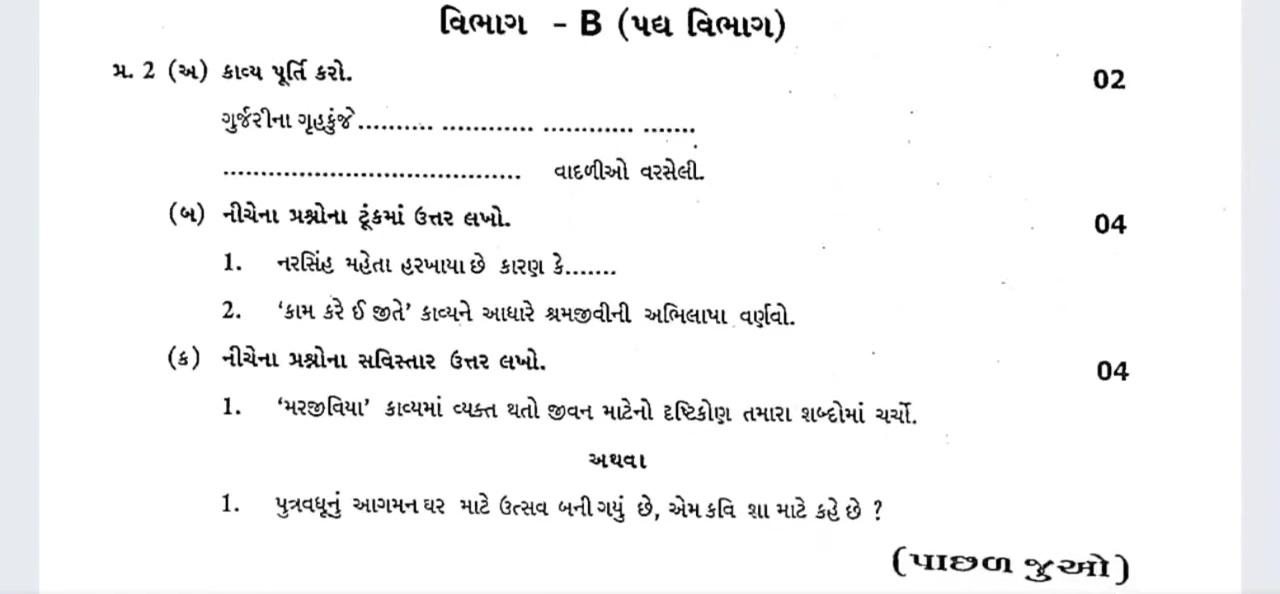 વિભાગ - B (પદ્ય વિભાગ)
પ્ર. 2 (અ) કાવ્ય પૂર્તિ કરો. 02
ગુર્જરીના ગૃહકુંજે.......... ............ ............ .......
........................................ વાદળીઓ વરસેલી.
(બ) નીચેના પ્રશ્નોના ટૂંકમાં ઉત્તર લખો. 04
1. નરસિંહ મહેતા હરખાયા છે કારણ કે.......
2. ‘કામ કરે ઈ જીતે’ કાવ્યને આધારે શ્રમજીવીની અભિલાષા વર્ણવો.
(ક) નીચેના પ્રશ્નોના સવિસ્તાર ઉત્તર લખો. 04
1. ‘મરજીવિયા’ કાવ્યમાં વ્યક્ત થતો જીવન માટેનો દૃષ્ટિકોણ તમારા શબ્દોમાં ચર્ચો.
અથવા
1. પુત્રવધૂનું આગમન ઘર માટે ઉત્સવ બની ગયું છે, એમ કવિ શા માટે કહે છે ?
(પાછળ જુઓ)